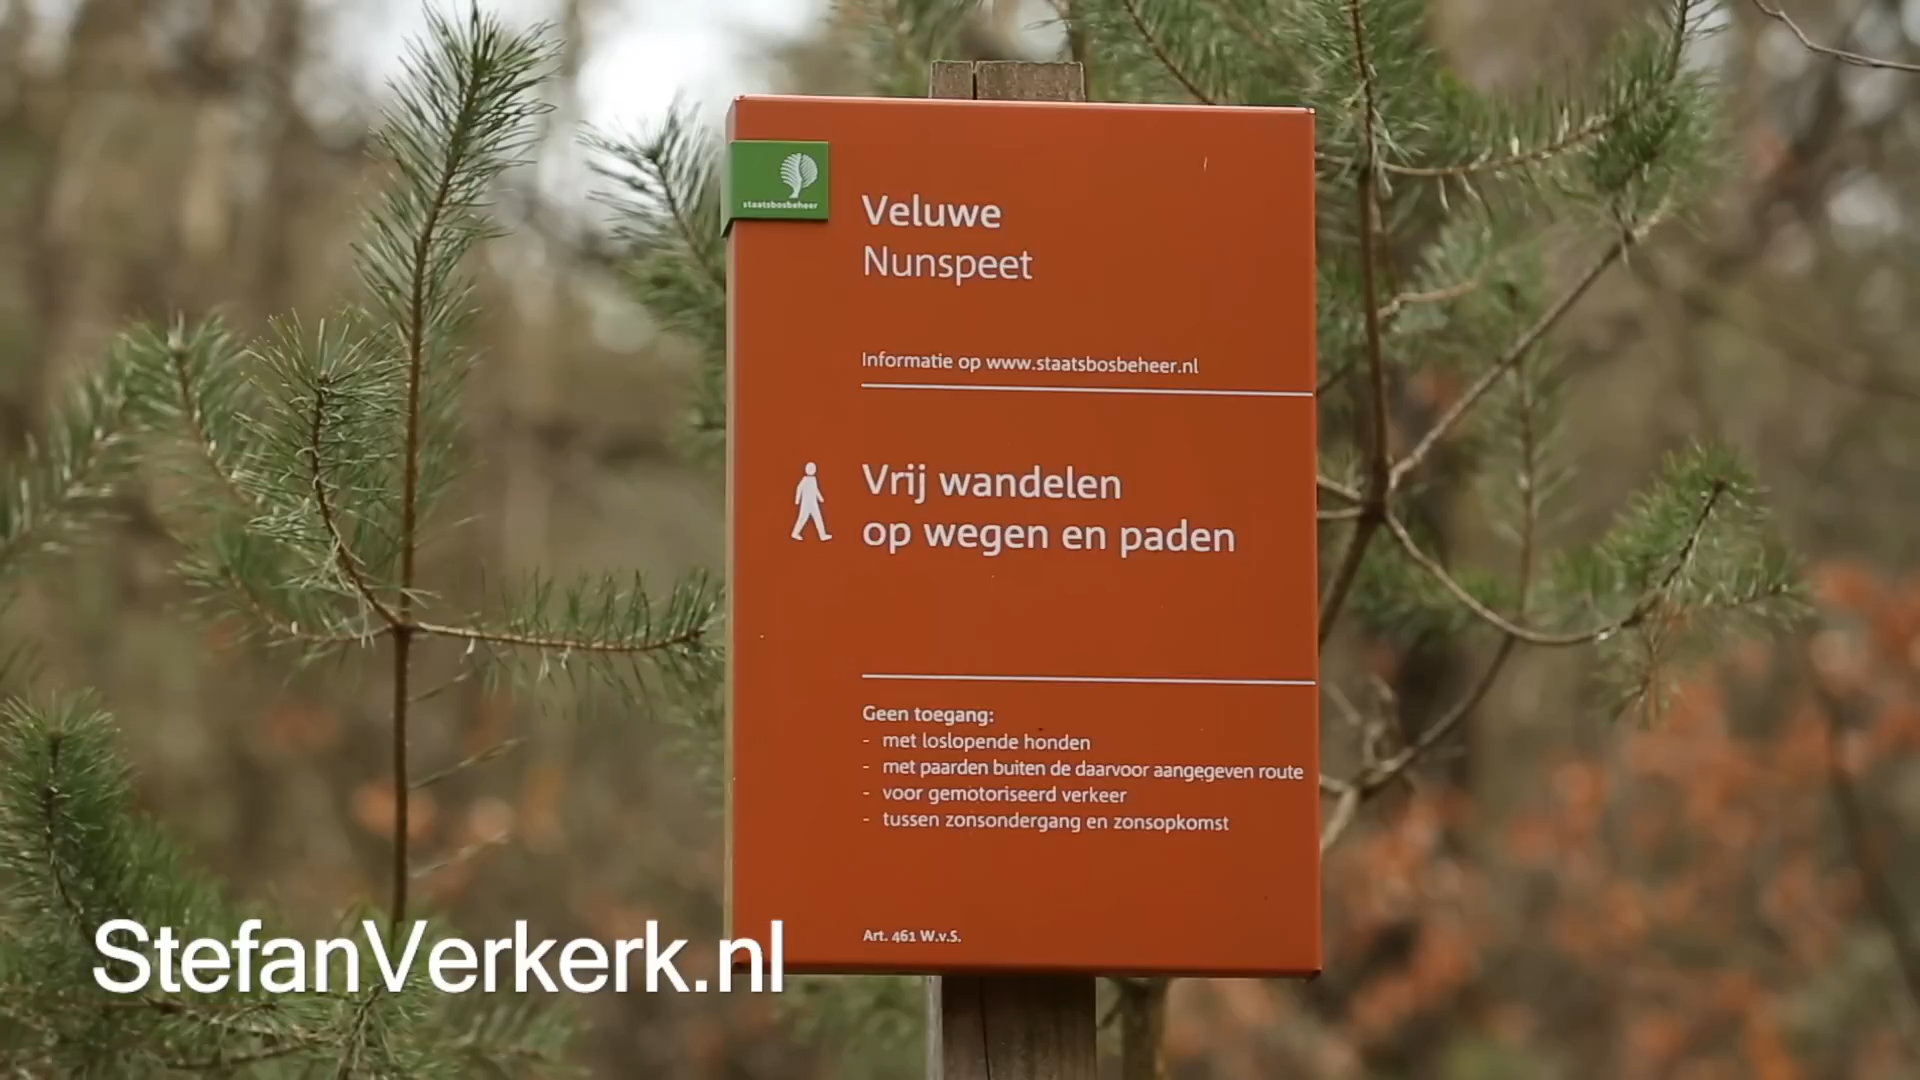 staatsbosbeheer
Veluwe
Nunspeet
Informatie op www.staatsbosbeheer.nl
Vrij wandelen
op wegen en paden
Geen toegang:
- met loslopende honden
- met paarden buiten de daarvoor aangegeven route
- voor gemotoriseerd verkeer
- tussen zonsondergang en zonsopkomst
Art. 461 W.v.S.
StefanVerkerk.nl